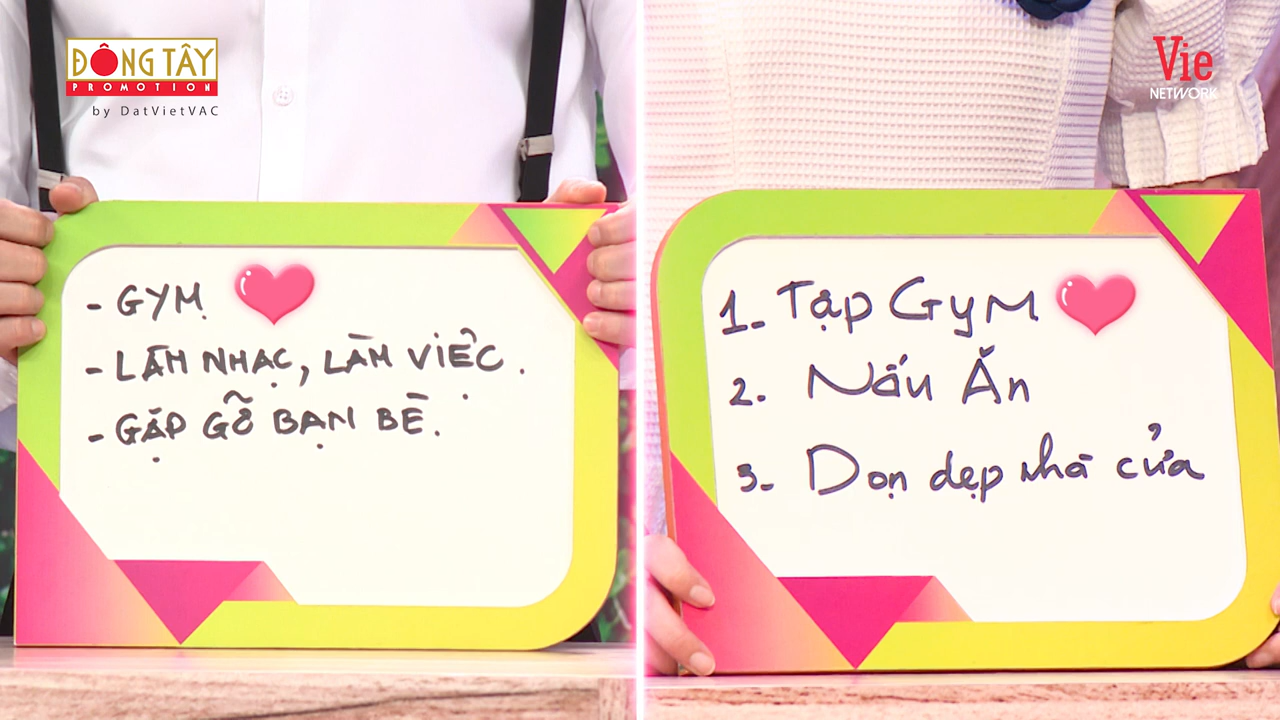 ĐÔNG TÂY
PROMOTION
by DatVietVAC
Vie
NETWORK
- GYM
- LÀM NHẠC, LÀM VIỆC.
- GẶP GỠ BẠN BÈ.
1. Tập Gym
2. Nấu Ăn
3. Dọn dẹp nhà cửa